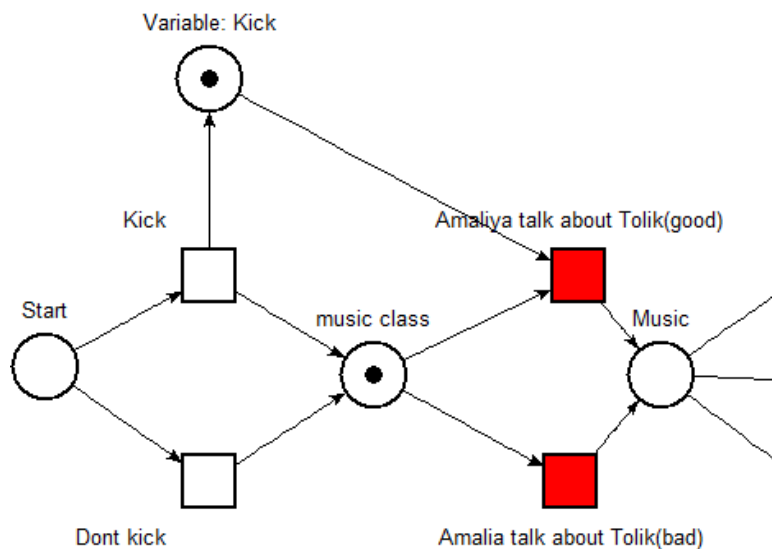 Variable: Kick
Kick
Amaliya talk about Tolik(good)
Start
music class
Music
Dont kick
Amalia talk about Tolik(bad)